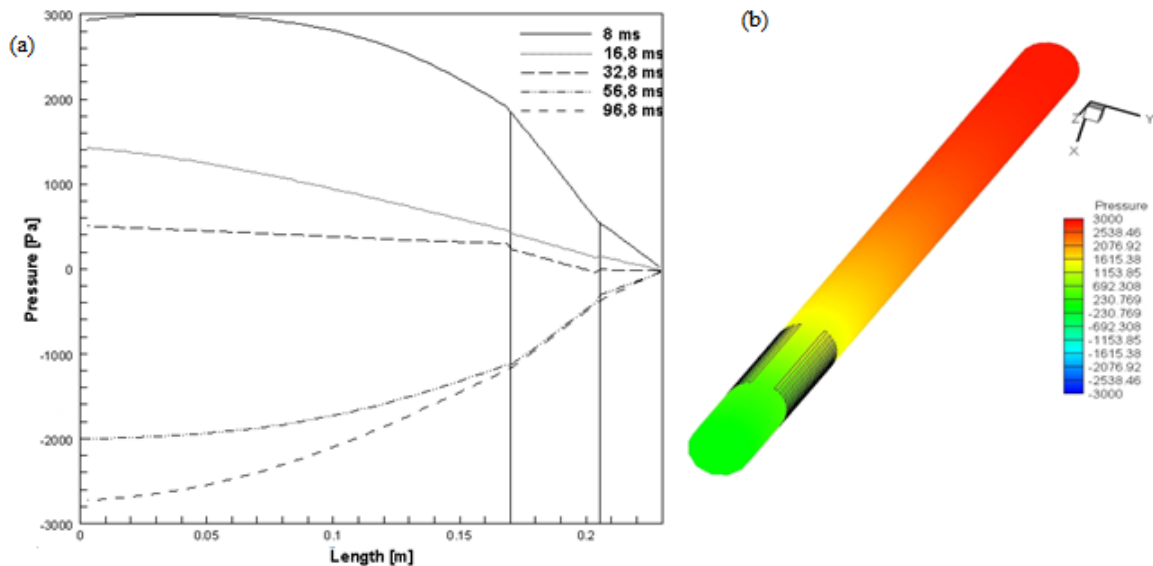 (a)
3000
2000
1000
0
-1000
-2000
-3000
Pressure [Pa]
8 ms
16,8 ms
32,8 ms
56,8 ms
96,8 ms
0
0.05
0.1
0.15
0.2
Length [m]
(b)
Z
Y
X
Pressure
3000
2538.46
2076.92
1615.38
1153.85
692.308
230.769
-230.769
-692.308
-1153.85
-1615.38
-2076.92
-2538.46
-3000